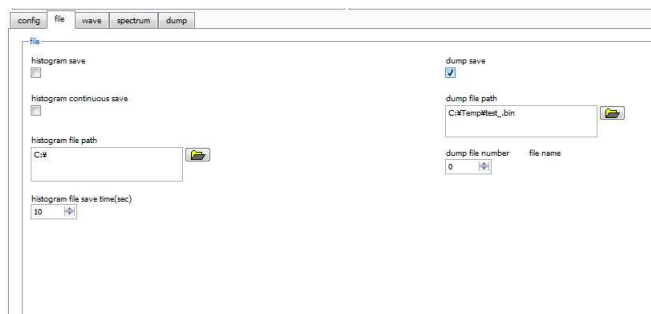 config file wave spectrum dump
file
histogram save
dump save
histogram continuous save
dump file path
C:¥Temp¥test_.bin
histogram file path
C:¥
dump file number file name
0
histogram file save time(sec)
10